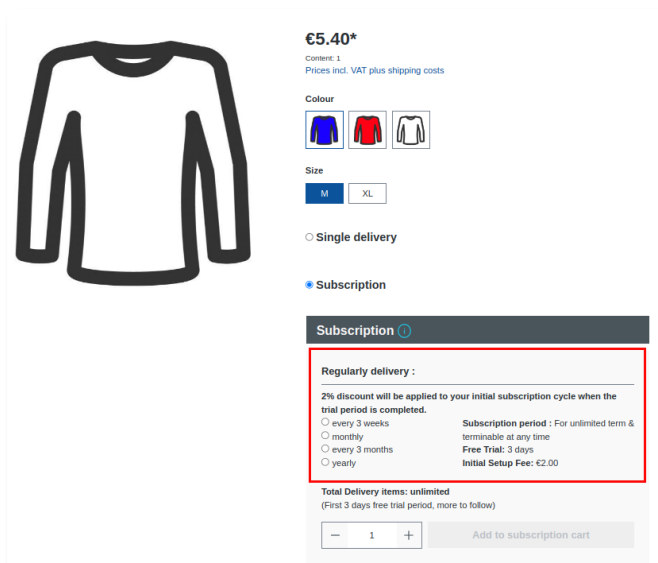 €5.40*
Content: 1
Prices incl. VAT plus shipping costs
Colour
Size
M
XL
Single delivery
Subscription
Subscription
Regularly delivery :
2% discount will be applied to your initial subscription cycle when the
trial period is completed.
every 3 weeks
monthly
every 3 months
yearly
Subscription period : For unlimited term &
terminable at any time
Free Trial: 3 days
Initial Setup Fee: €2.00
Total Delivery items: unlimited
(First 3 days free trial period, more to follow)
− 1 +
Add to subscription cart